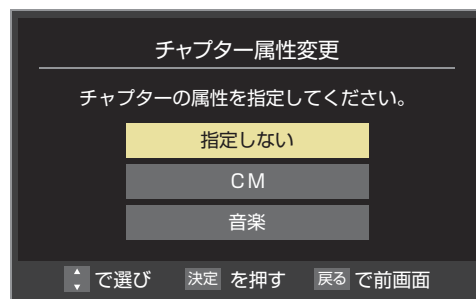 チャプター属性変更
チャプターの属性を指定してください。
指定しない
CM
音楽
で選び 決定 を押す 戻る で前画面